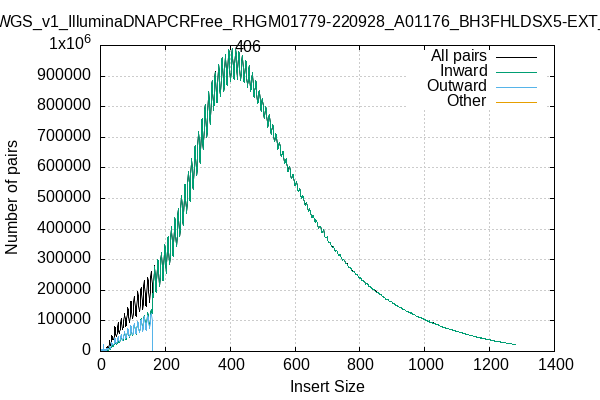 WGS_v1_IlluminaDNAPCRFree_RHGM01779-220928_A01176_BH3FHLDSX5-EXT_
1x10⁶
406
All pairs
Inward
Outward
Other
900000
800000
700000
600000
500000
400000
300000
200000
100000
0
Number of pairs
0 200 400 600 800 1000 1200 1400
Insert Size